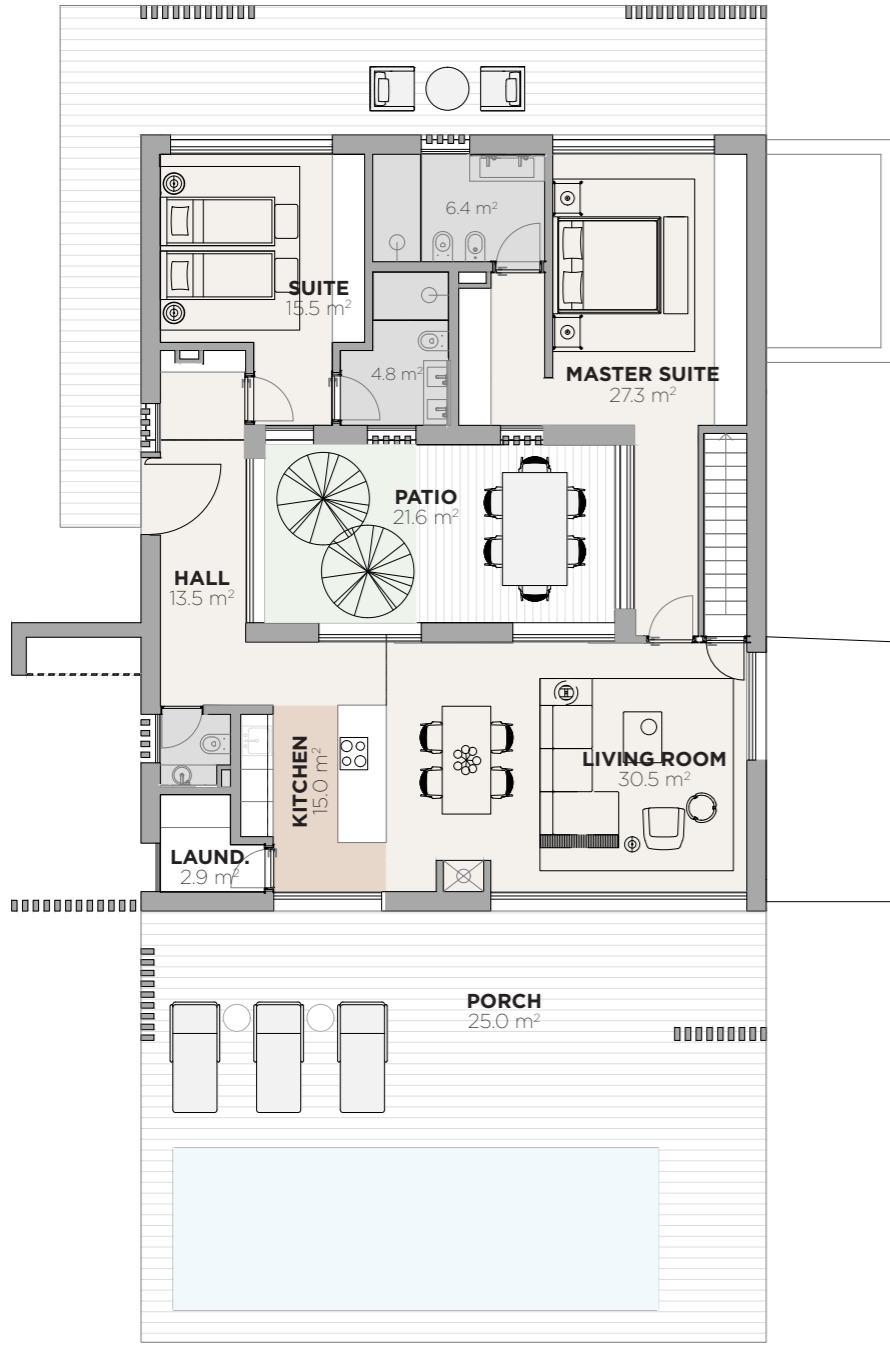 6.4 m²
SUITE
15.5 m²
4.8 m²
MASTER SUITE
27.3 m²
PATIO
21.6 m²
HALL
13.5 m²
KITCHEN
15.0 m²
LIVING ROOM
30.5 m²
LAUND.
2.9 m²
PORCH
25.0 m²